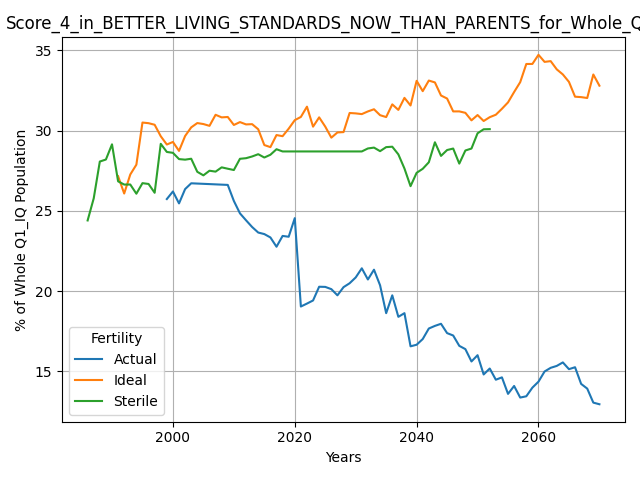 Score_4_in_BETTER_LIVING_STANDARDS_NOW_THAN_PARENTS_for_Whole_Q
35
30
25
20
15
% of Whole Q1_IQ Population
Fertility
Actual
Ideal
Sterile
2000 2020 2040 2060
Years